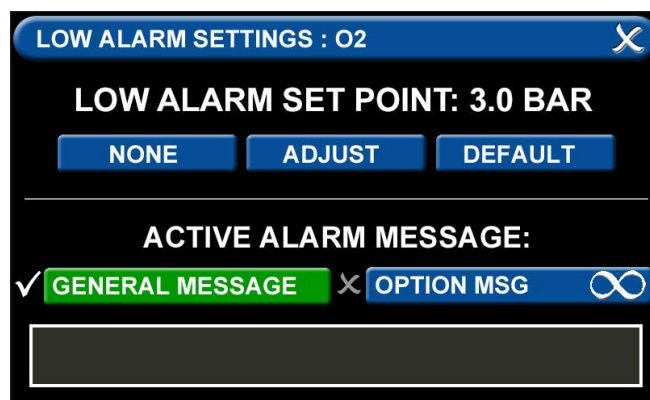 LOW ALARM SETTINGS : O2
LOW ALARM SET POINT: 3.0 BAR
NONE ADJUST DEFAULT
ACTIVE ALARM MESSAGE:
GENERAL MESSAGE OPTION MSG